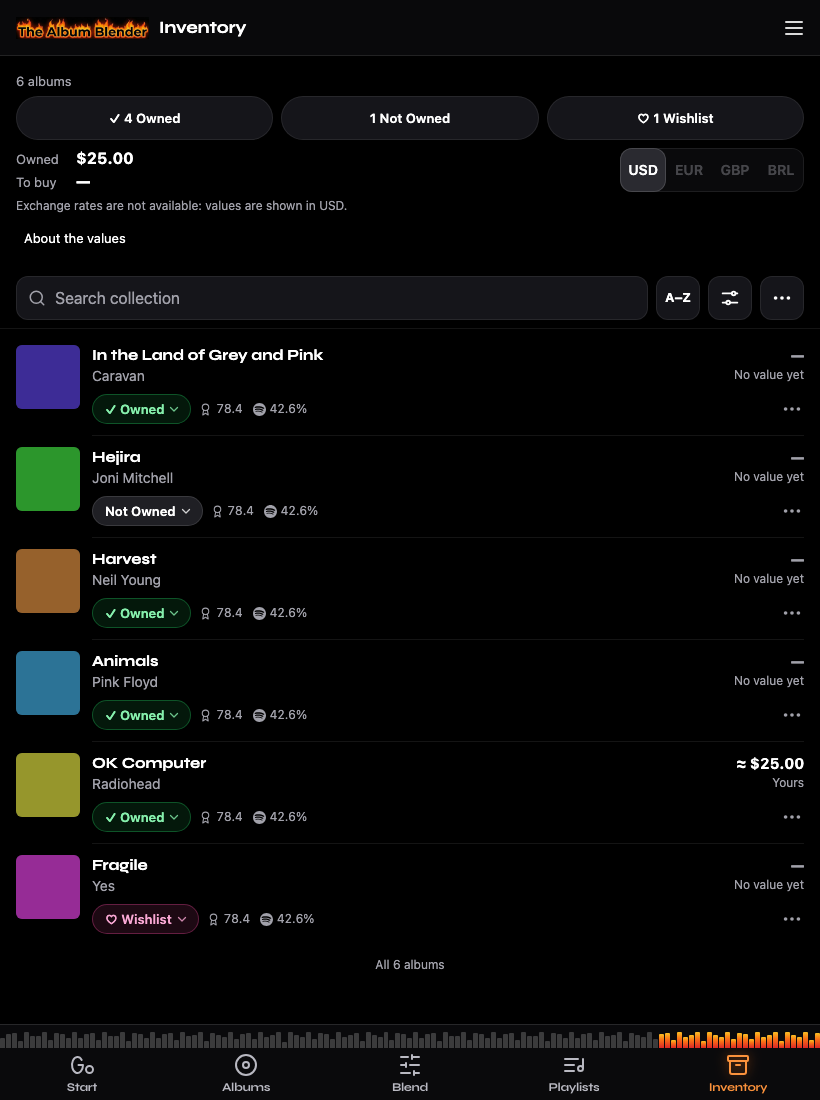 The Album Blender Inventory
6 albums
✓ 4 Owned
1 Not Owned
♡ 1 Wishlist
Owned $25.00
To buy —
USD EUR GBP BRL
Exchange rates are not available: values are shown in USD.
About the values
Search collection
A–Z
In the Land of Grey and Pink
—
Caravan
No value yet
✓ Owned 78.4 42.6%
Hejira
—
Joni Mitchell
No value yet
Not Owned 78.4 42.6%
Harvest
—
Neil Young
No value yet
✓ Owned 78.4 42.6%
Animals
—
Pink Floyd
No value yet
✓ Owned 78.4 42.6%
OK Computer
≈ $25.00
Radiohead
Yours
✓ Owned 78.4 42.6%
Fragile
—
Yes
No value yet
♡ Wishlist 78.4 42.6%
All 6 albums
Go
Start
Albums
Blend
Playlists
Inventory